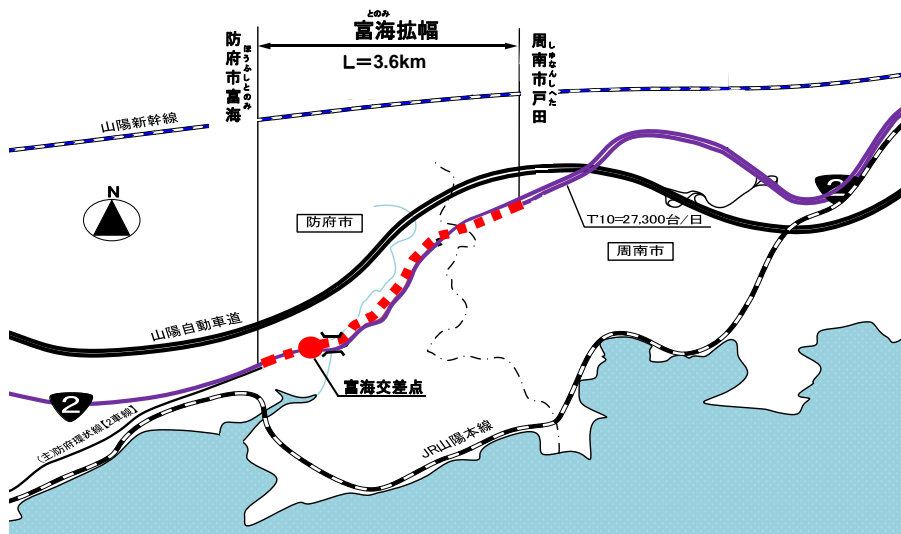 とのみ
富海拡幅
L=3.6km
防府市富海
ほうふしとのみ
周南市戸田
しゅなんしへた
山陽新幹線
N
防府市
2
T10=27,300台/日
周南市
山陽自動車道
富海交差点
2
(主)防府環状線【2車線】
JR山陽本線